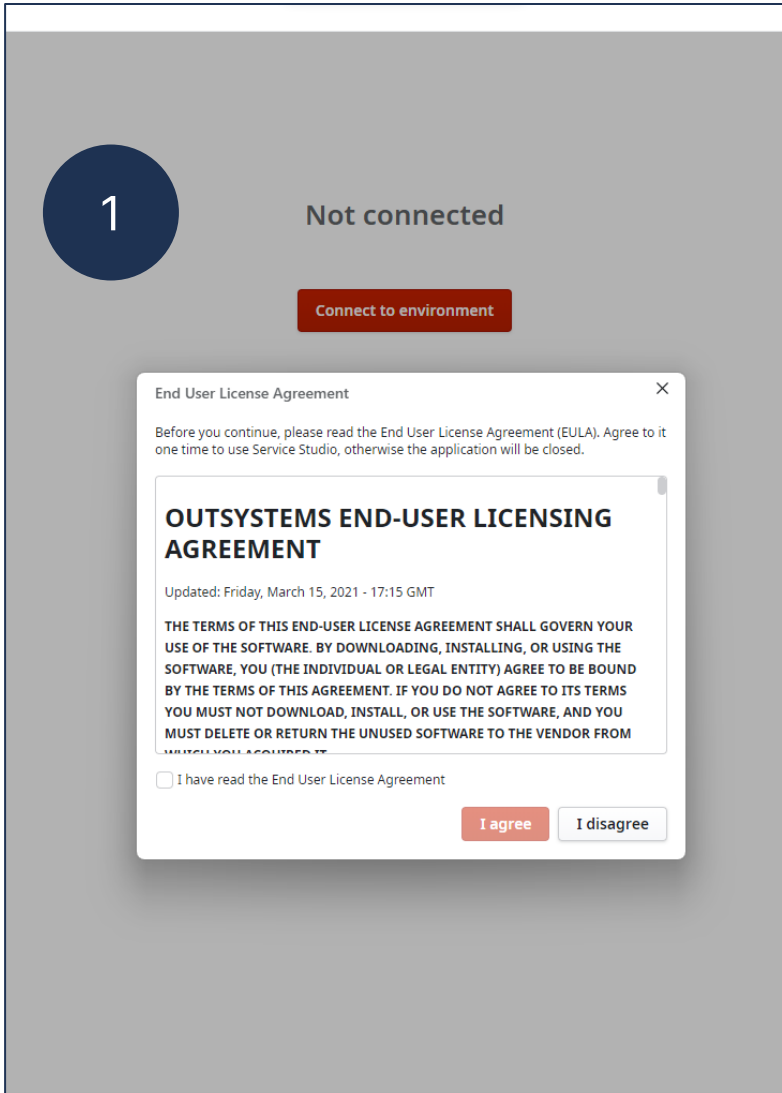 1
Not connected
Connect to environment
End User License Agreement
Before you continue, please read the End User License Agreement (EULA). Agree to it
one time to use Service Studio, otherwise the application will be closed.
OUTSYSTEMS END-USER LICENSING
AGREEMENT
Updated: Friday, March 15, 2021 - 17:15 GMT
THE TERMS OF THIS END-USER LICENSE AGREEMENT SHALL GOVERN YOUR
USE OF THE SOFTWARE. BY DOWNLOADING, INSTALLING, OR USING THE
SOFTWARE, YOU (THE INDIVIDUAL OR LEGAL ENTITY) AGREE TO BE BOUND
BY THE TERMS OF THIS AGREEMENT. IF YOU DO NOT AGREE TO ITS TERMS
YOU MUST NOT DOWNLOAD, INSTALL, OR USE THE SOFTWARE, AND YOU
MUST DELETE OR RETURN THE UNUSED SOFTWARE TO THE VENDOR FROM
WHICH YOU ACQUIRED IT
I have read the End User License Agreement
I agree
I disagree